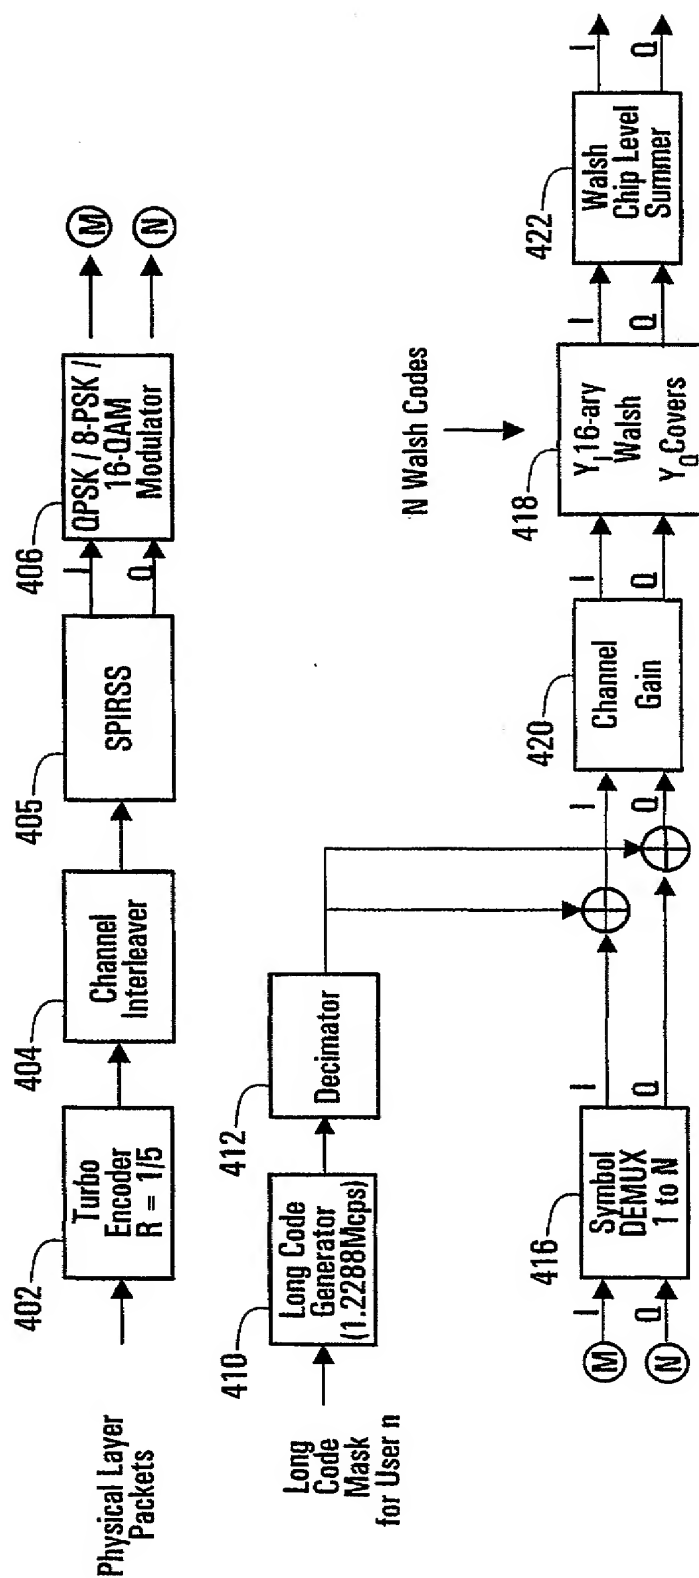 Physical Layer
Packets
402
Turbo
Encoder
R = 1/5
404
Channel
Interleaver
405
SPIRSS
I
Q
406
QPSK / 8-PSK /
16-QAM
Modulator
M
N
Long
Code
Mask
for User n
410
Long Code
Generator
(1.2288Mcps)
412
Decimator
M
N
I
Q
416
Symbol
DEMUX
1 to N
I
Q
I
Q
420
Channel
Gain
I
Q
N Walsh Codes
418
YI 16-ary
Walsh
YQ Covers
I
Q
422
Walsh
Chip Level
Summer
I
Q